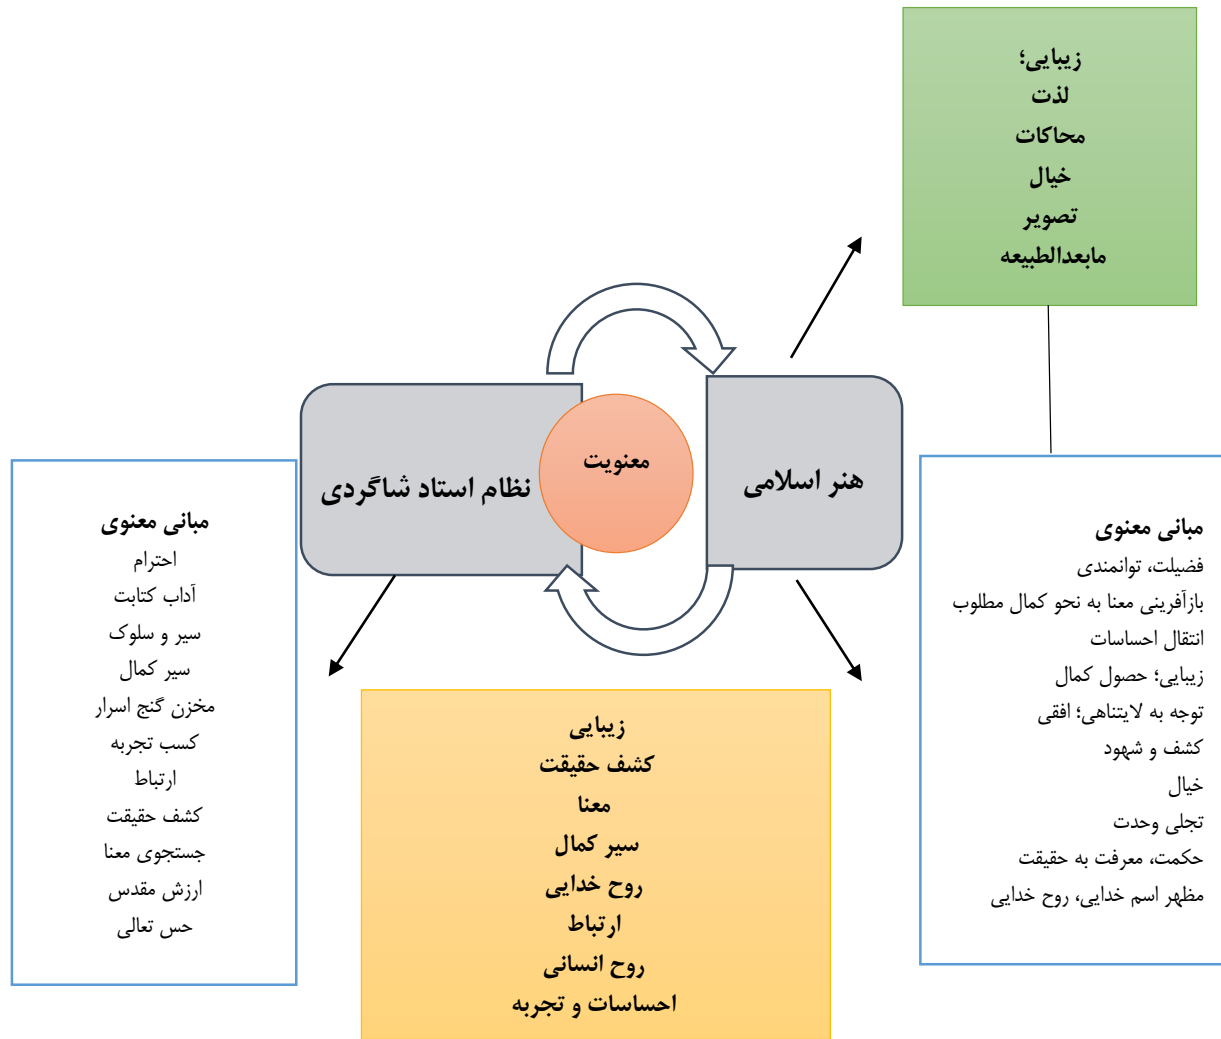 زیبایی؛
لذت
محاکات
خیال
تصویر
مابعدالطبیعه
هنر اسلامی
معنویت
نظام استاد شاگردی
مبانی معنوی
فضیلت، توانمندی
بازآفرینی معنا به نحو کمال مطلوب
انتقال احساسات
زیبایی؛ حصول کمال
توجه به لایتناهی؛ افقی
کشف و شهود
خیال
تجلی وحدت
حکمت، معرفت به حقیقت
مظهر اسم خدایی، روح خدایی
زیبایی
کشف حقیقت
معنا
سیر کمال
روح خدایی
ارتباط
روح انسانی
احساسات و تجربه
مبانی معنوی
احترام
آداب کتابت
سیر و سلوک
سیر کمال
مخزن گنج اسرار
کسب تجربه
ارتباط
کشف حقیقت
جستجوی معنا
ارزش مقدس
حس تعالی